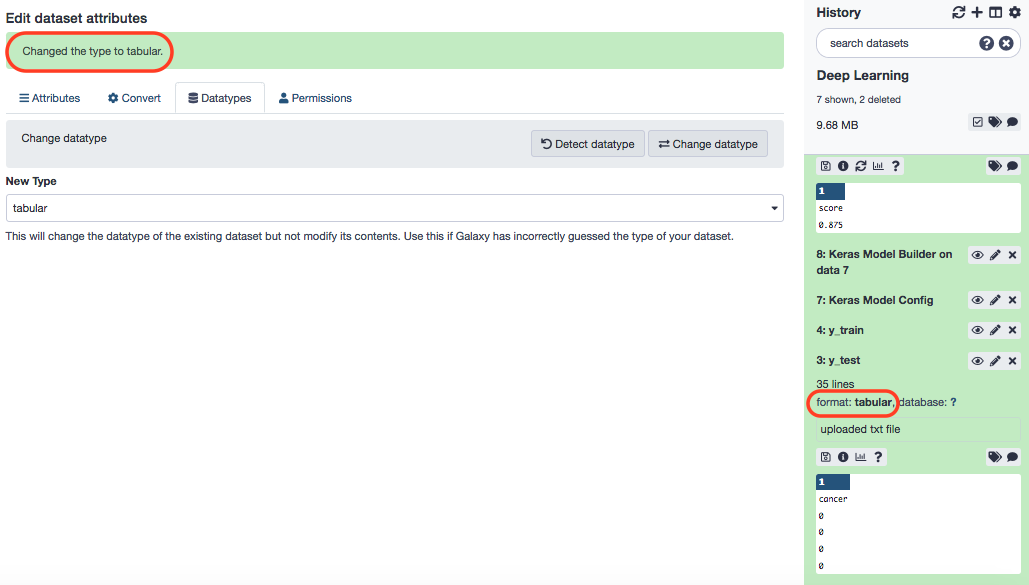 Edit dataset attributes
Changed the type to tabular.
Attributes
Convert
Datatypes
Permissions
Change datatype
Detect datatype
Change datatype
New Type
tabular
This will change the datatype of the existing dataset but not modify its contents. Use this if Galaxy has incorrectly guessed the type of your dataset.
History
search datasets
Deep Learning
7 shown, 2 deleted
9.68 MB
1
score
0.875
8: Keras Model Builder on
data 7
7: Keras Model Config
4: y_train
3: y_test
35 lines
format: tabular, database: ?
uploaded txt file
1
cancer
0
0
0
0